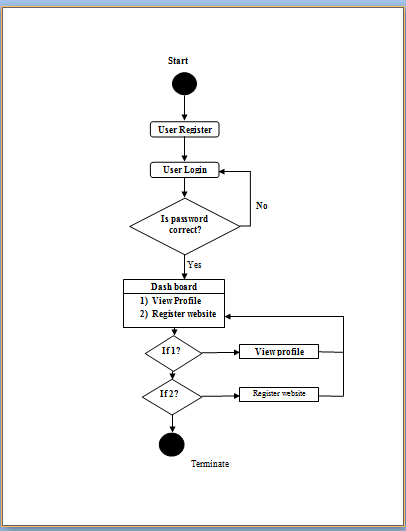 Start
User Register
User Login
No
Is password
correct?
Yes
Dash board
1) View Profile
2) Register website
If 1?
View profile
If 2?
Register website
Terminate